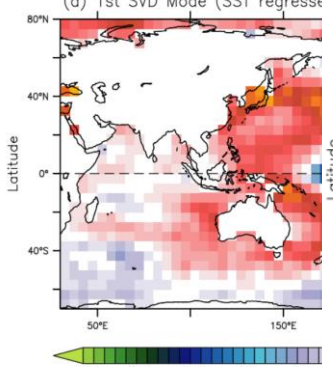 (a) 1st SVD Mode (SST regresse
80°N
40°N
0°
40°S
Latitude
50°E
150°E
Latitude